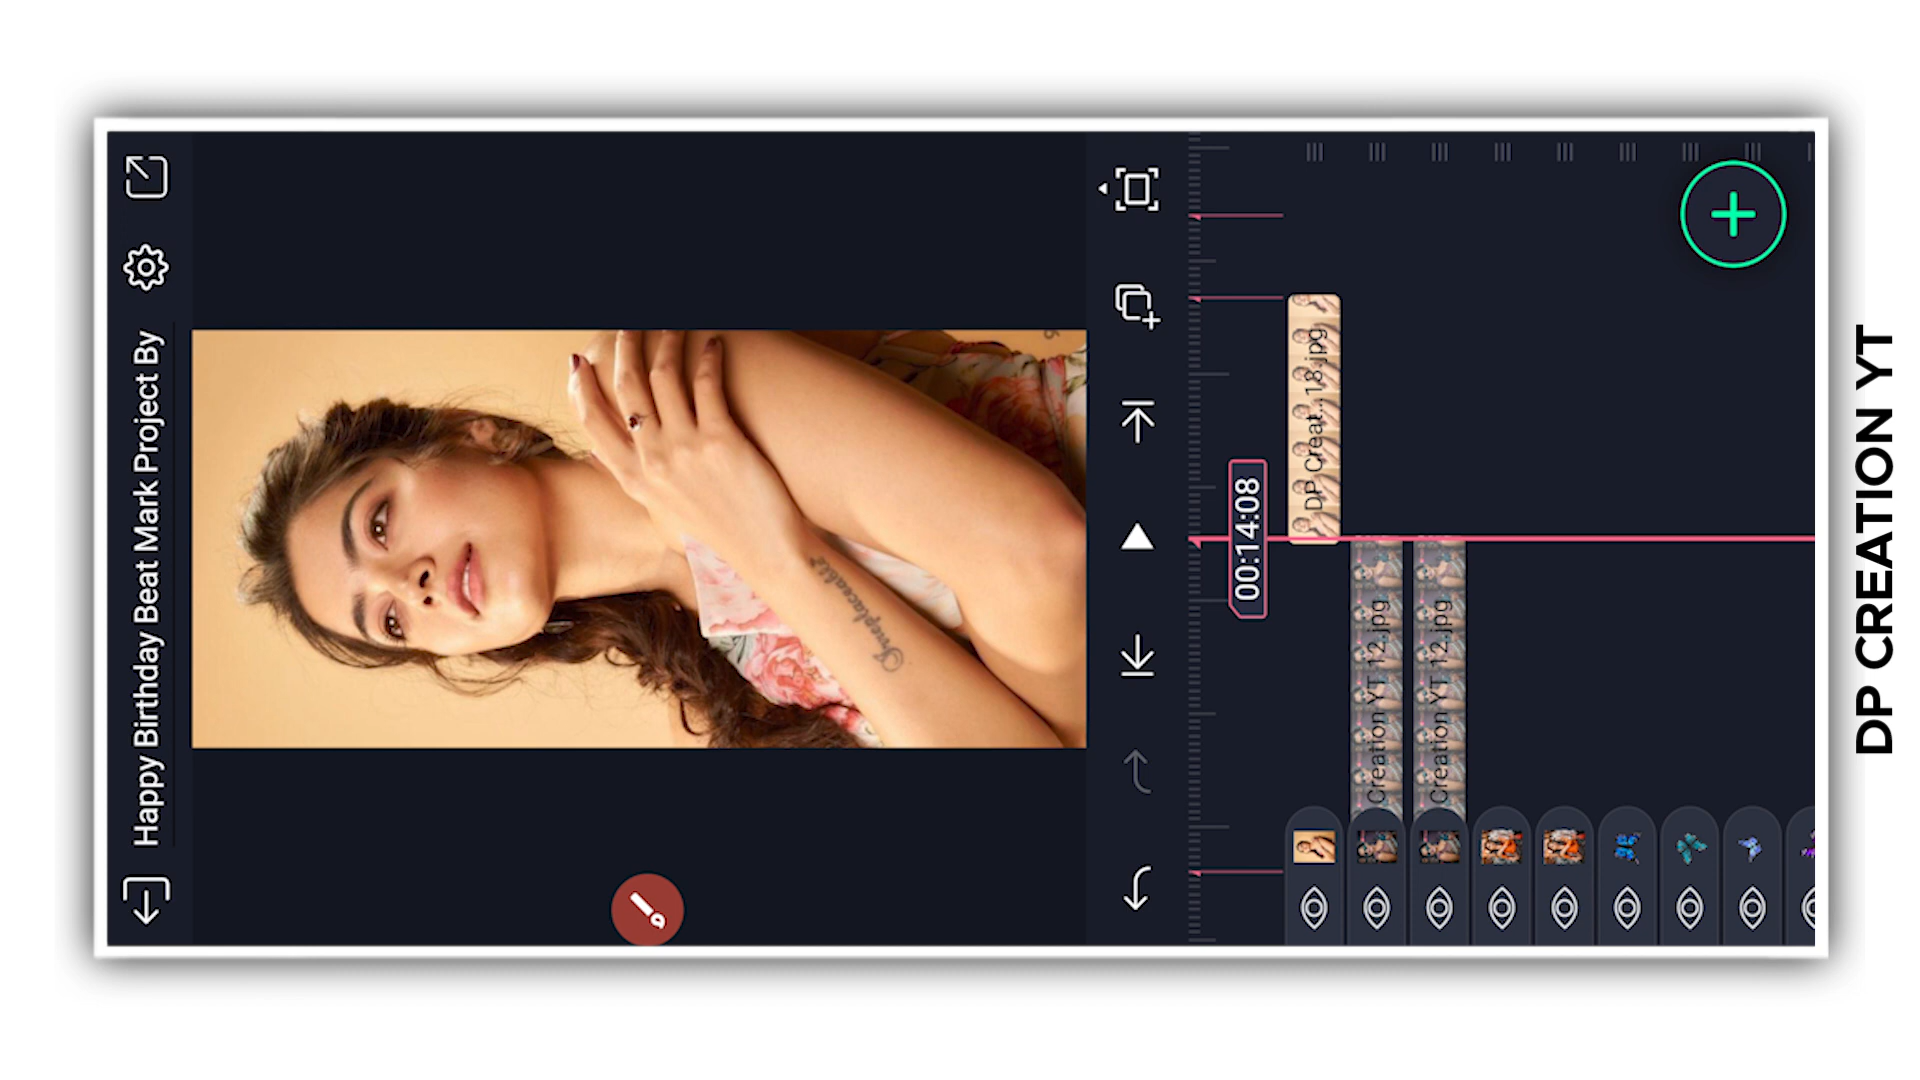 Happy Birthday Beat Mark Project By
Irreplaceable
00:14:08
DP Creat...18.jpg
Creation YT 12.jpg
Creation YT 12.jpg
DP CREATION YT